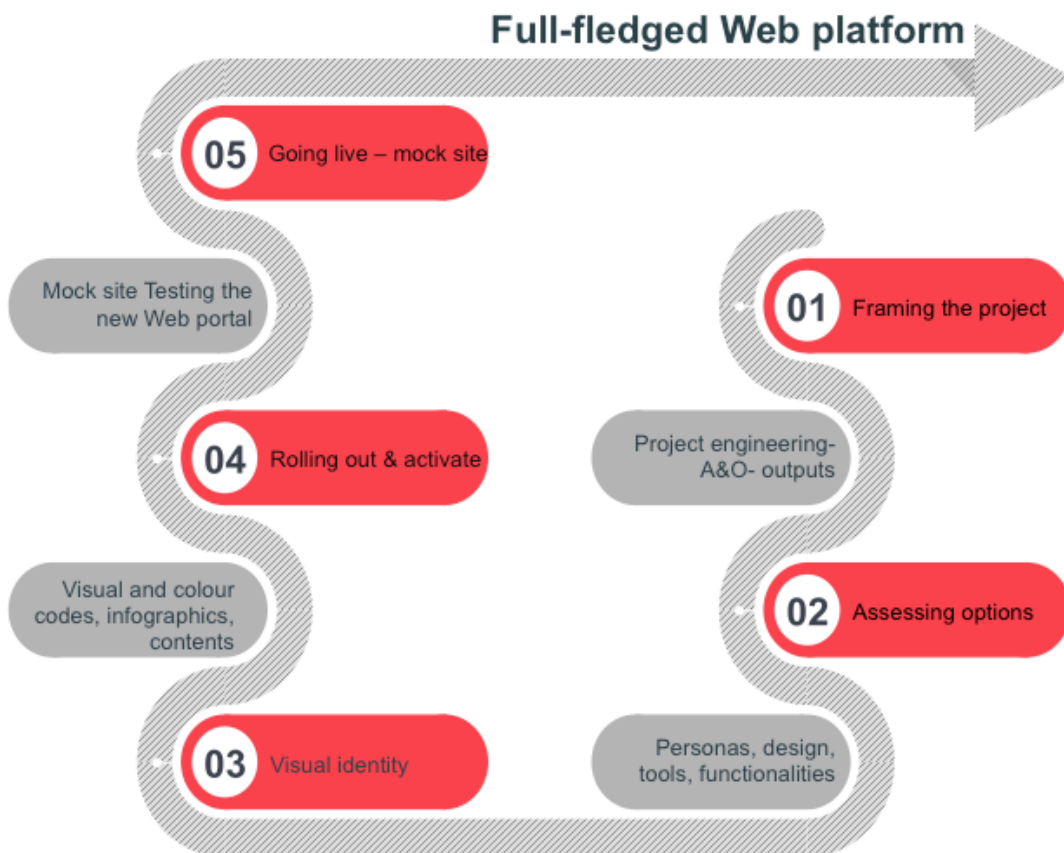 Full-fledged Web platform
05 Going live – mock site
Mock site Testing the
new Web portal
01 Framing the project
04 Rolling out & activate
Project engineering-
A&O- outputs
Visual and colour
codes, infographics,
contents
02 Assessing options
03 Visual identity
Personas, design,
tools, functionalities